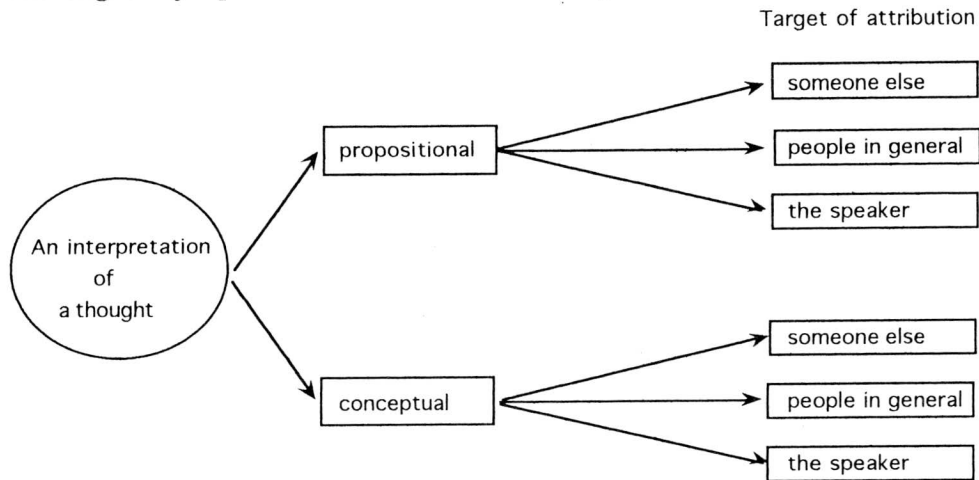 Target of attribution
someone else
propositional
people in general
the speaker
An interpretation
of
a thought
someone else
conceptual
people in general
the speaker